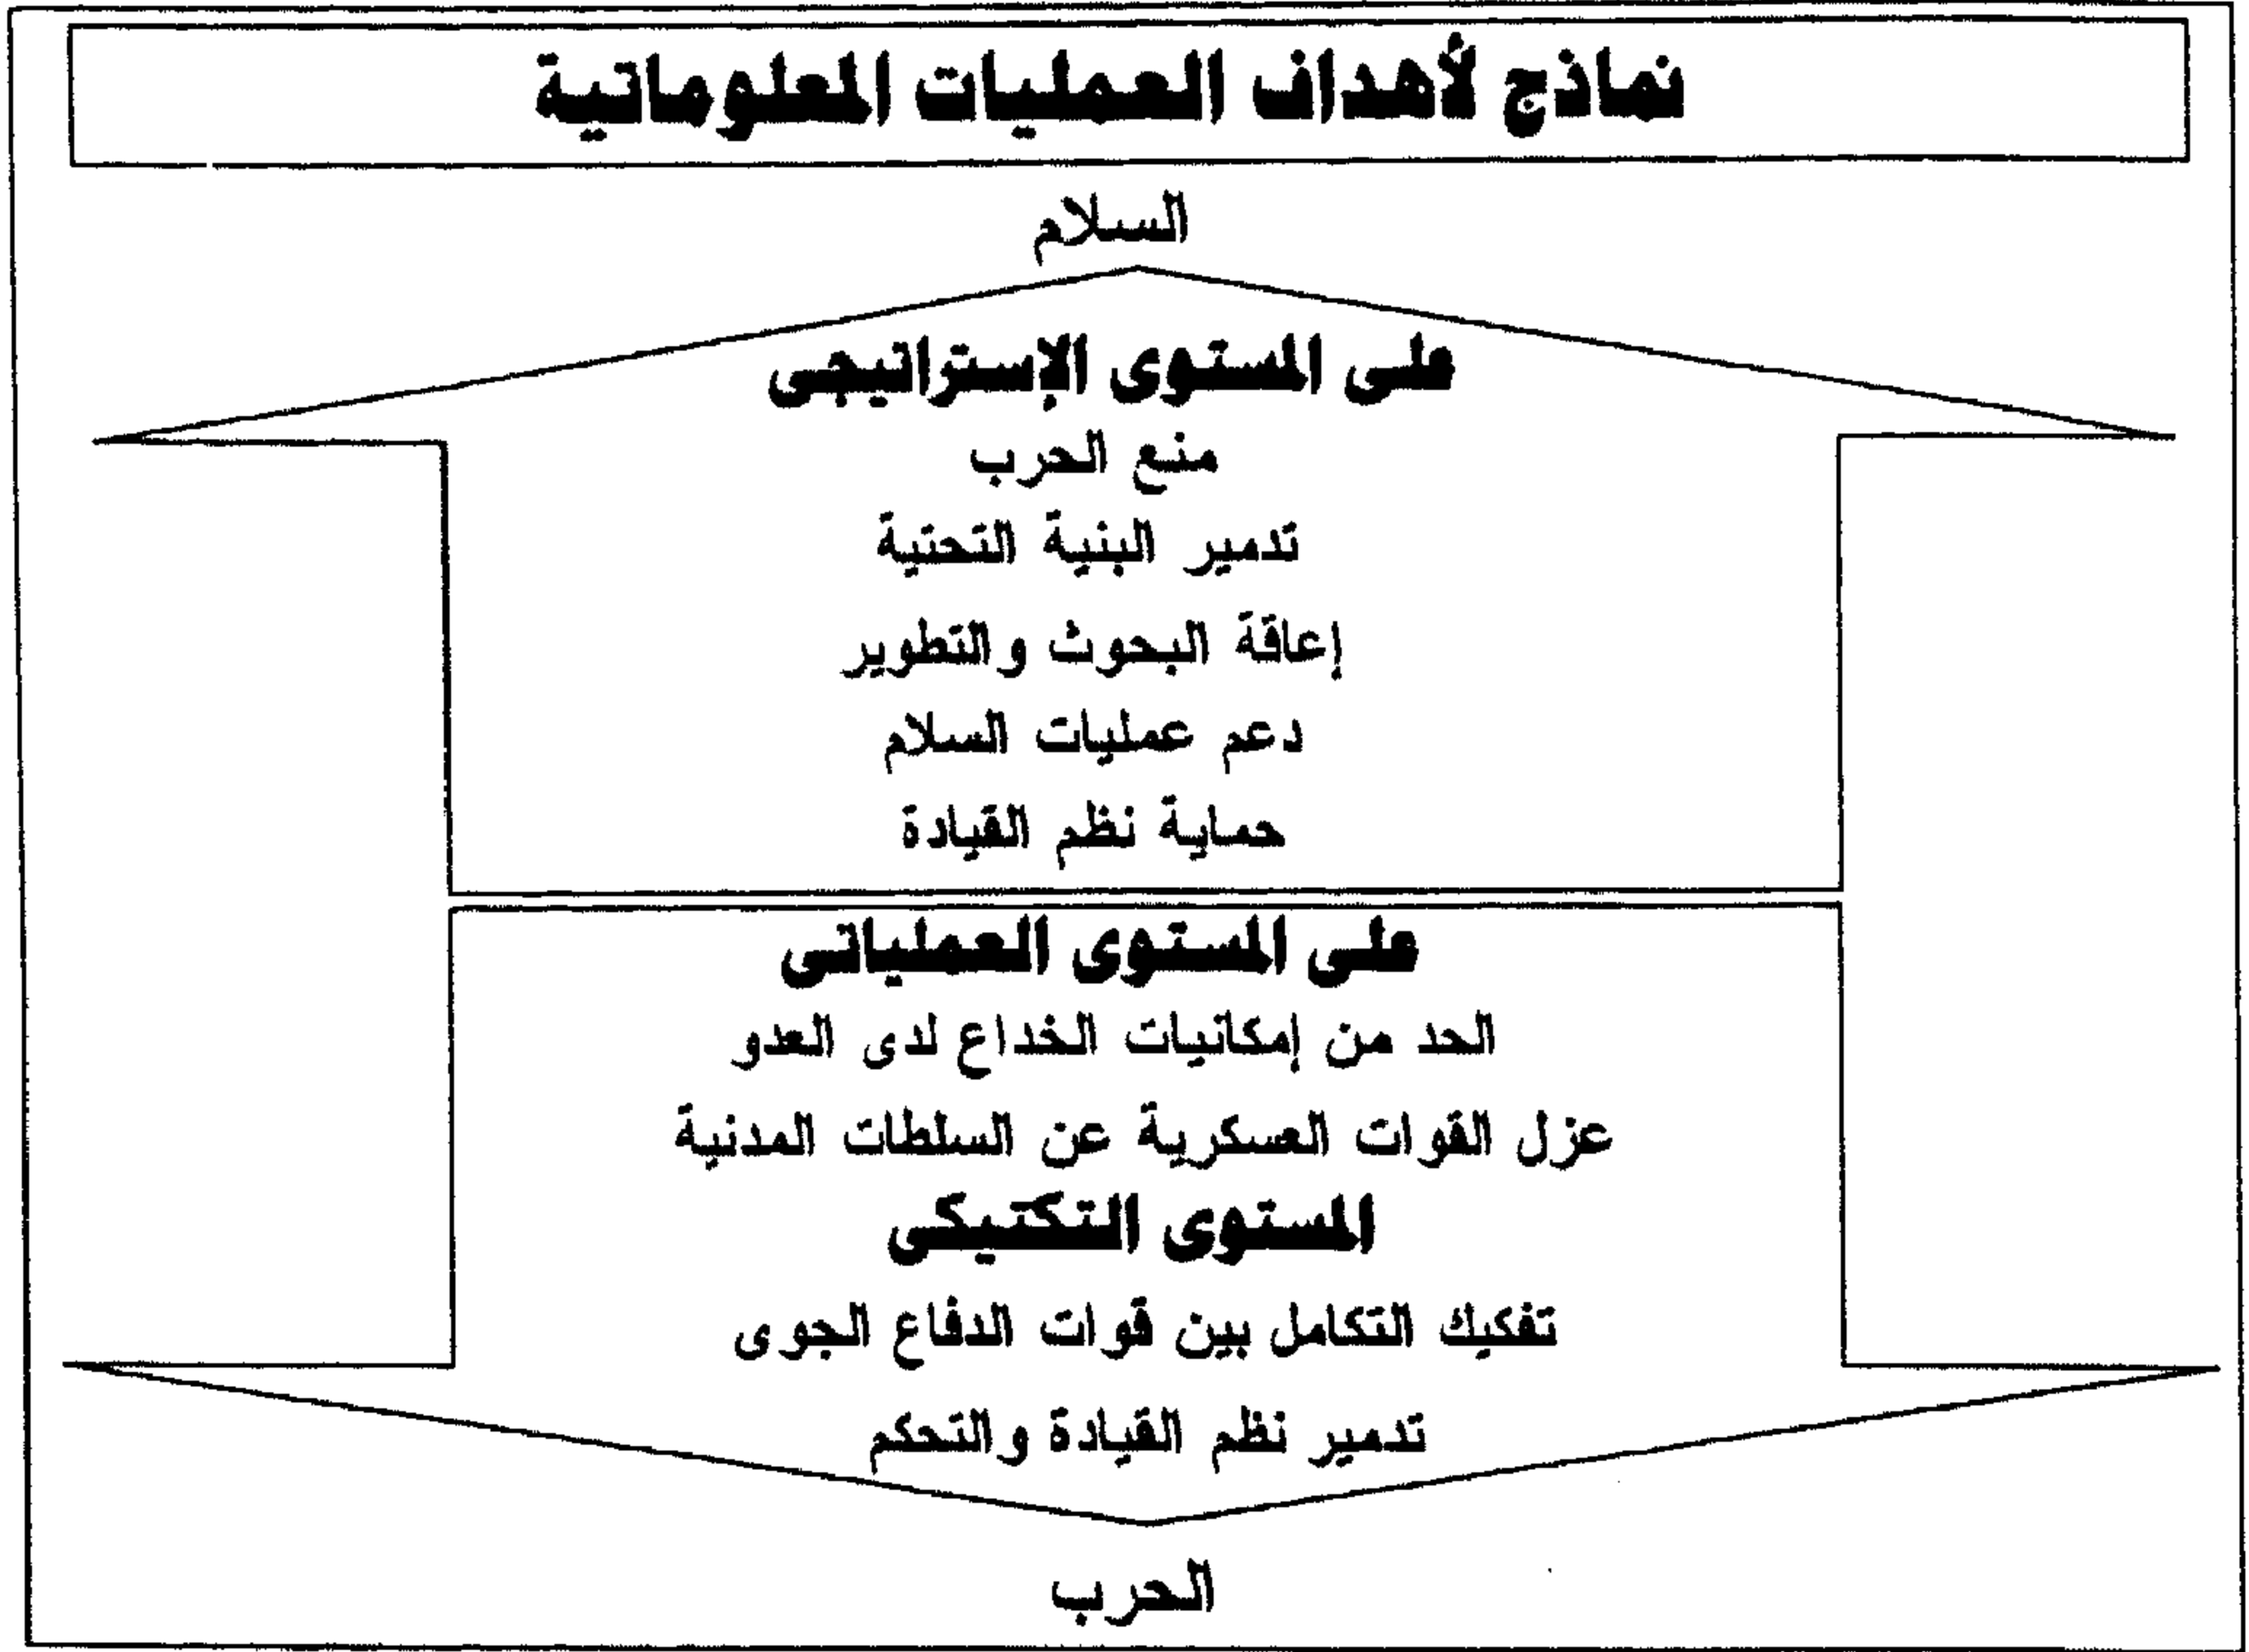 نماذج لأهداف العمليات المعلوماتية
السلام
على المستوى الإستراتيجى
منع الحرب
تدمير البنية التحتية
إعاقة البحوث والتطوير
دعم عمليات السلام
حماية نظم القيادة
على المستوى العملياتى
الحد من إمكانيات الخداع لدى العدو
عزل القوات العسكرية عن السلطات المدنية
المستوى التكتيكى
تفكيك التكامل بين قوات الدفاع الجوى
تدمير نظم القيادة والتحكم
الحرب